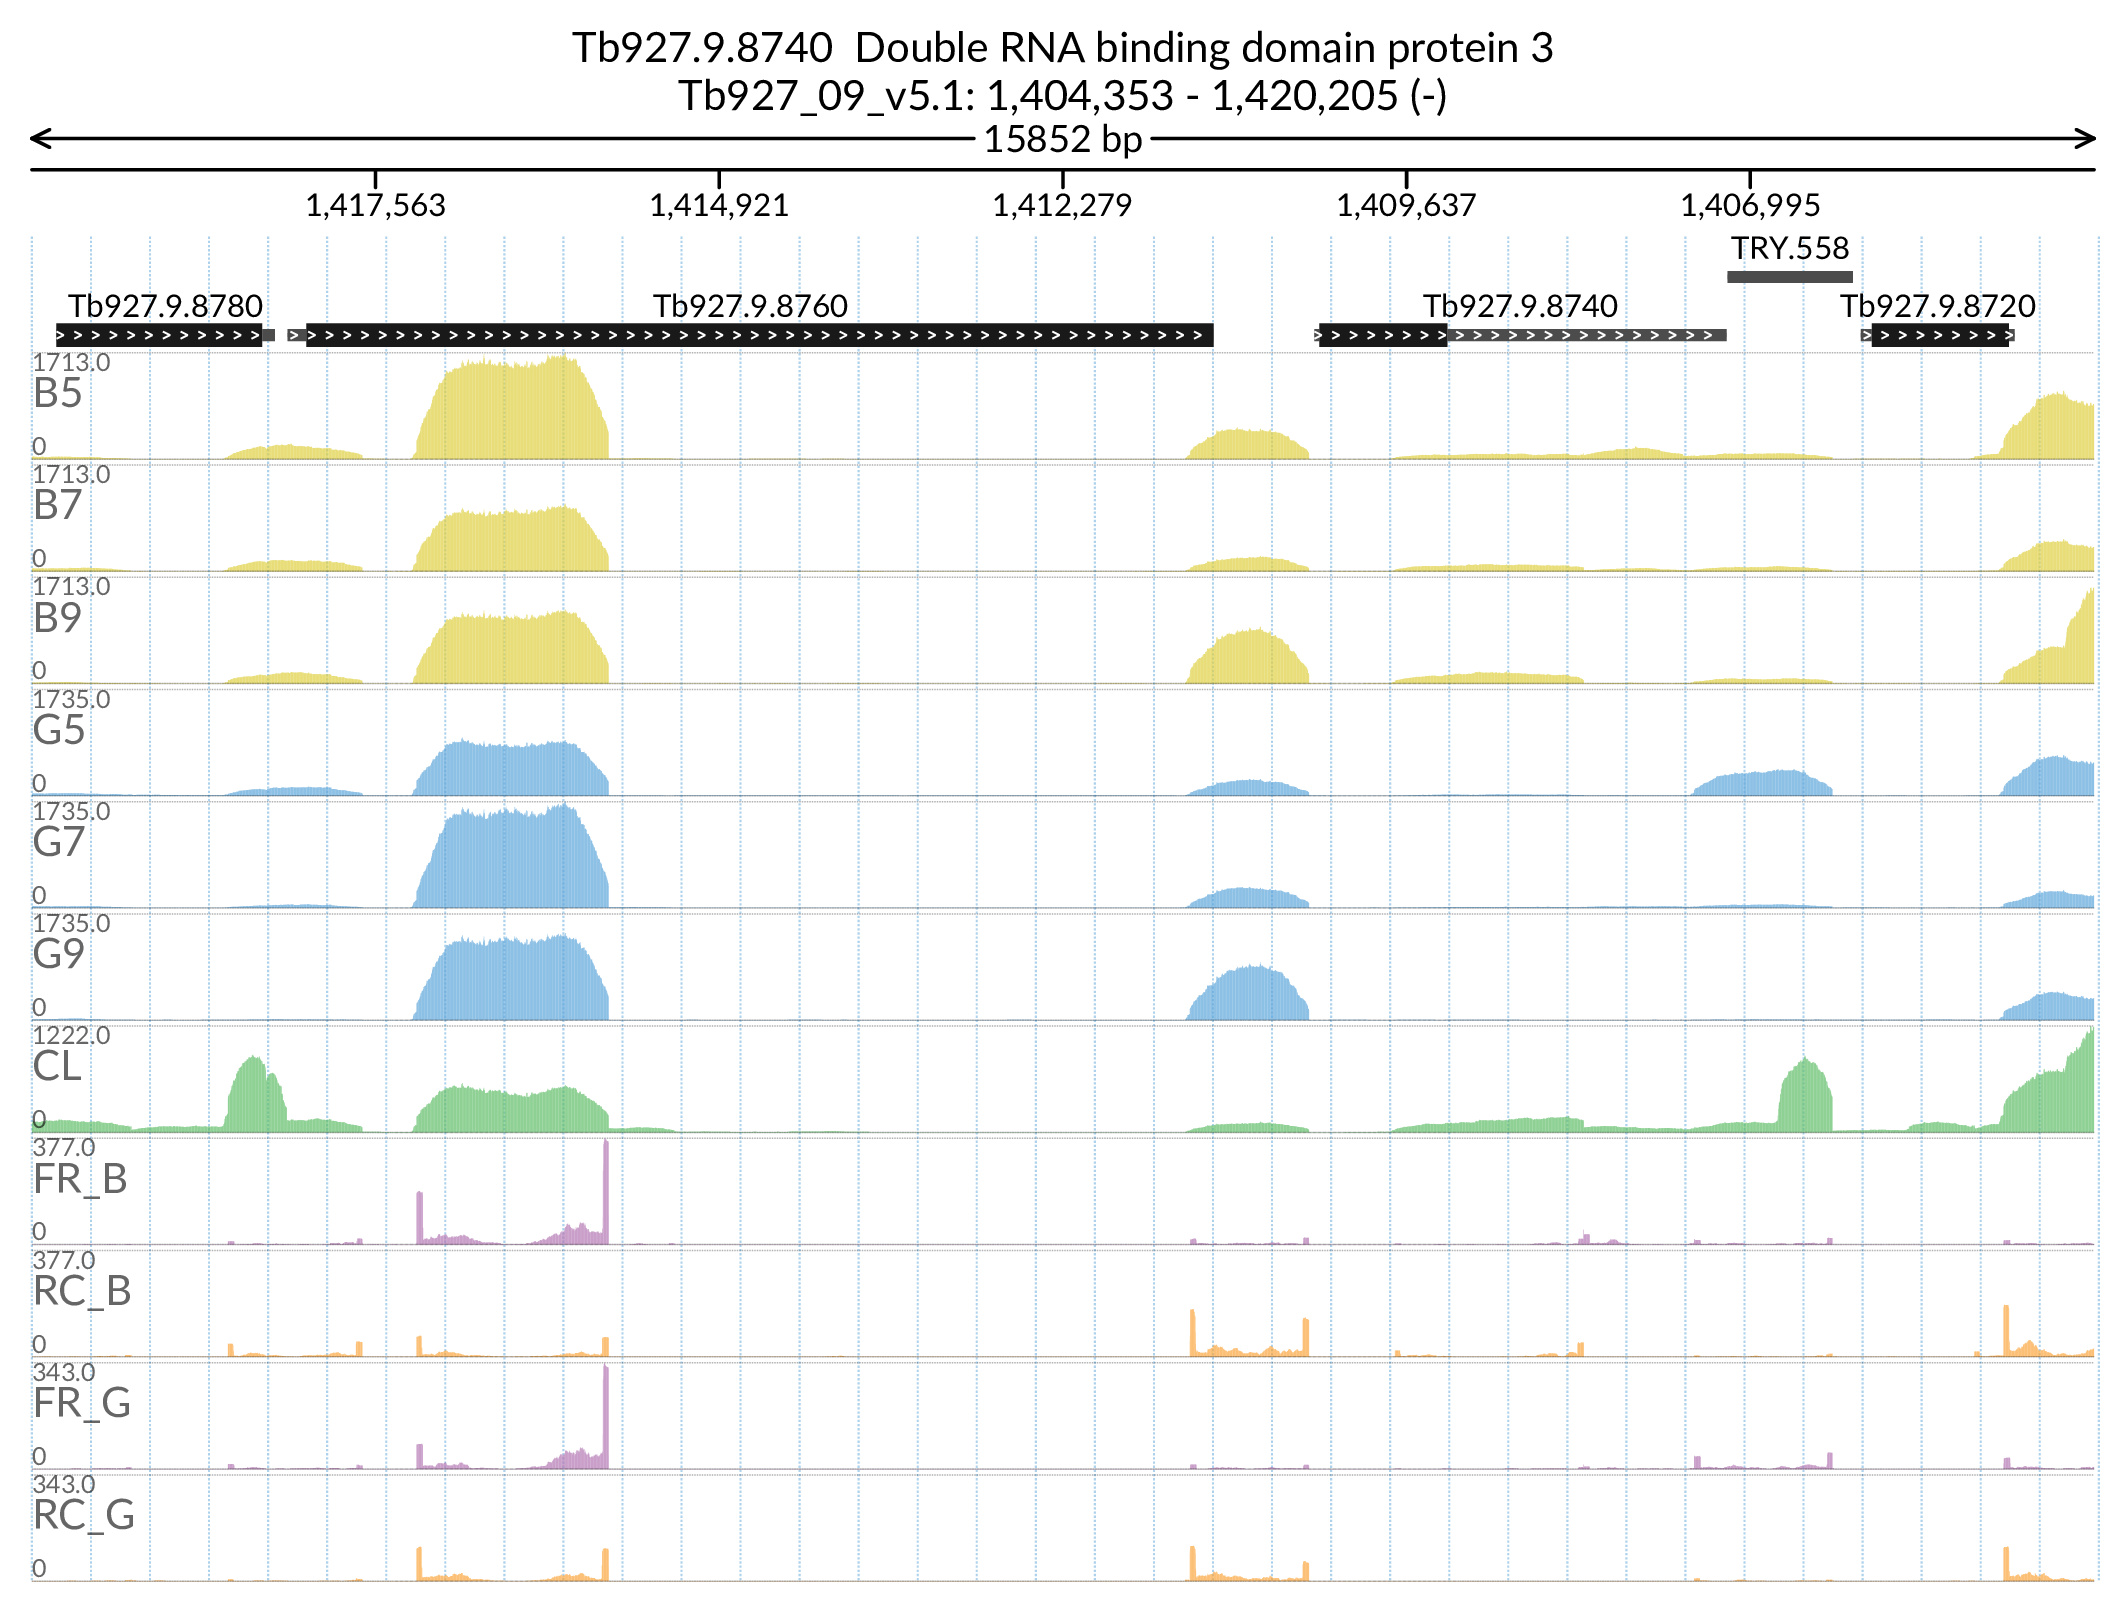 Tb927.9.8740 Double RNA binding domain protein 3
Tb927_09_v5.1: 1,404,353 - 1,420,205 (-)
15852 bp
1,417,563 1,414,921 1,412,279 1,409,637 1,406,995
TRY.558
Tb927.9.8780 Tb927.9.8760 Tb927.9.8740 Tb927.9.8720
1713.0
B5
0
1713.0
B7
0
1713.0
B9
0
1735.0
G5
0
1735.0
G7
0
1735.0
G9
0
1222.0
CL
0
377.0
FR_B
0
377.0
RC_B
0
343.0
FR_G
0
343.0
RC_G
0